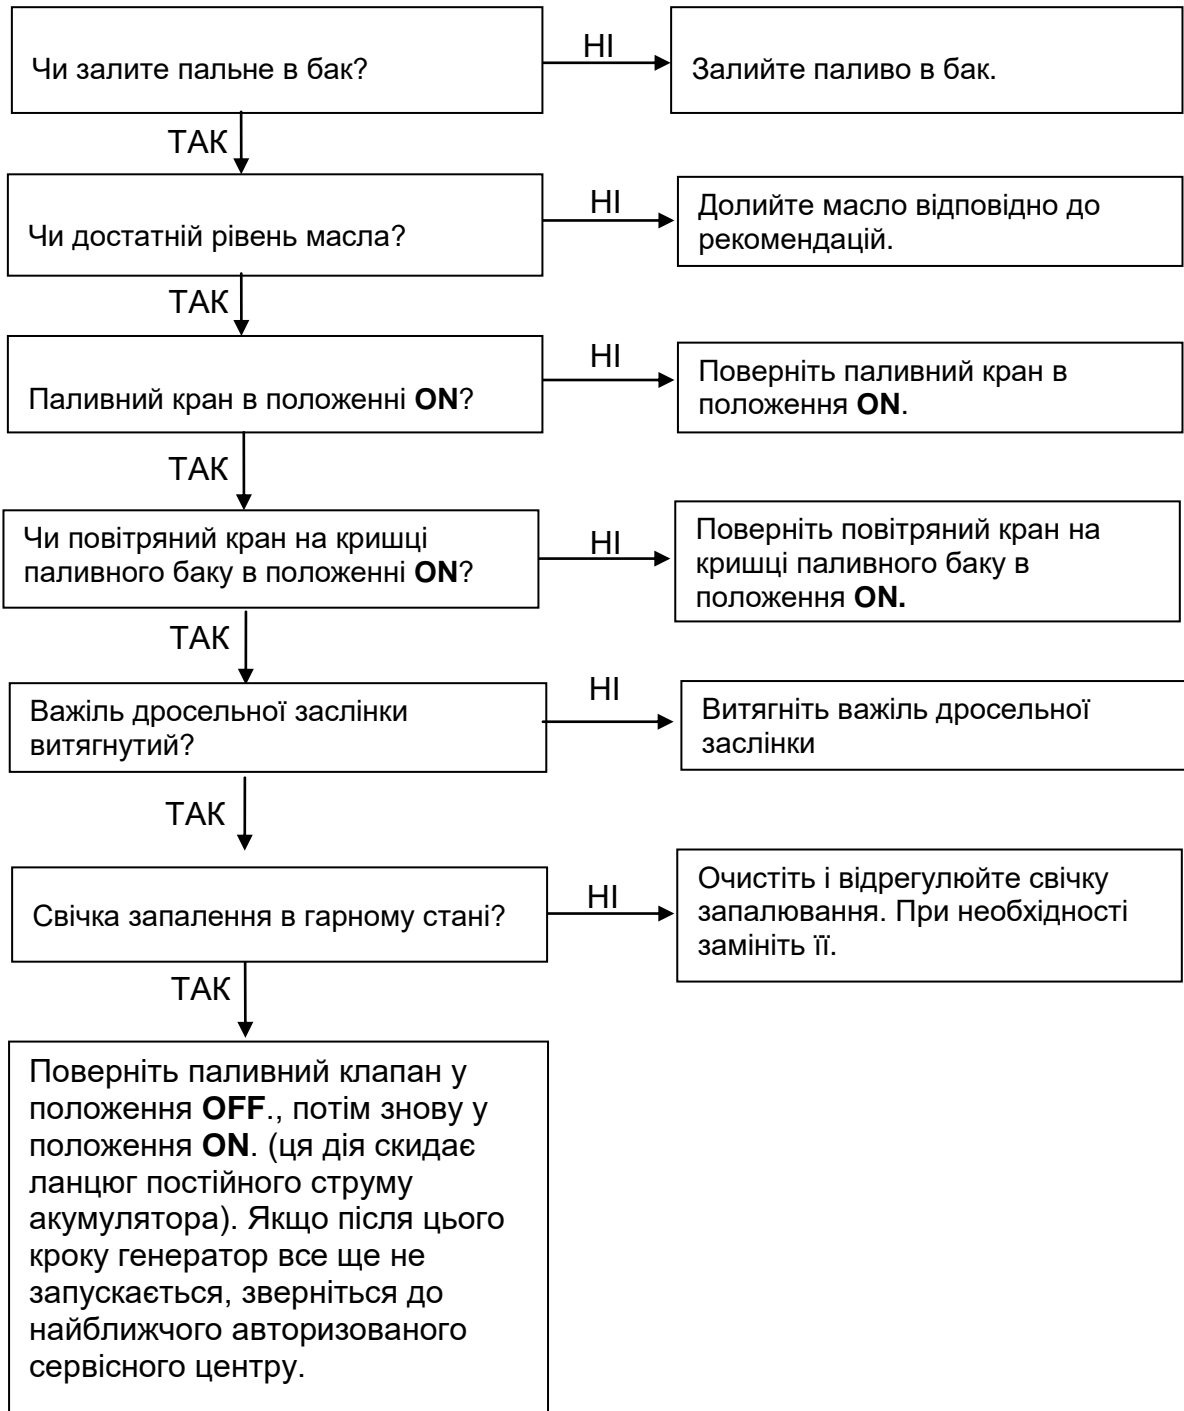 Чи залите пальне в бак?
НІ
Залийте паливо в бак.
ТАК
Чи достатній рівень масла?
НІ
Долийте масло відповідно до
рекомендацій.
ТАК
Паливний кран в положенні ON?
НІ
Поверніть паливний кран в
положення ON.
ТАК
Чи повітряний кран на кришці
паливного баку в положенні ON?
НІ
Поверніть повітряний кран на
кришці паливного баку в
положення ON.
ТАК
Важіль дросельної заслінки
витягнутий?
НІ
Витягніть важіль дросельної
заслінки
ТАК
Свічка запалення в гарному стані?
НІ
Очистіть і відрегулюйте свічку
запалювання. При необхідності
замініть її.
ТАК
Поверніть паливний клапан у
положення OFF., потім знову у
положення ON. (ця дія скидає
ланцюг постійного струму
акумулятора). Якщо після цього
кроку генератор все ще не
запускається, зверніться до
найближчого авторизованого
сервісного центру.